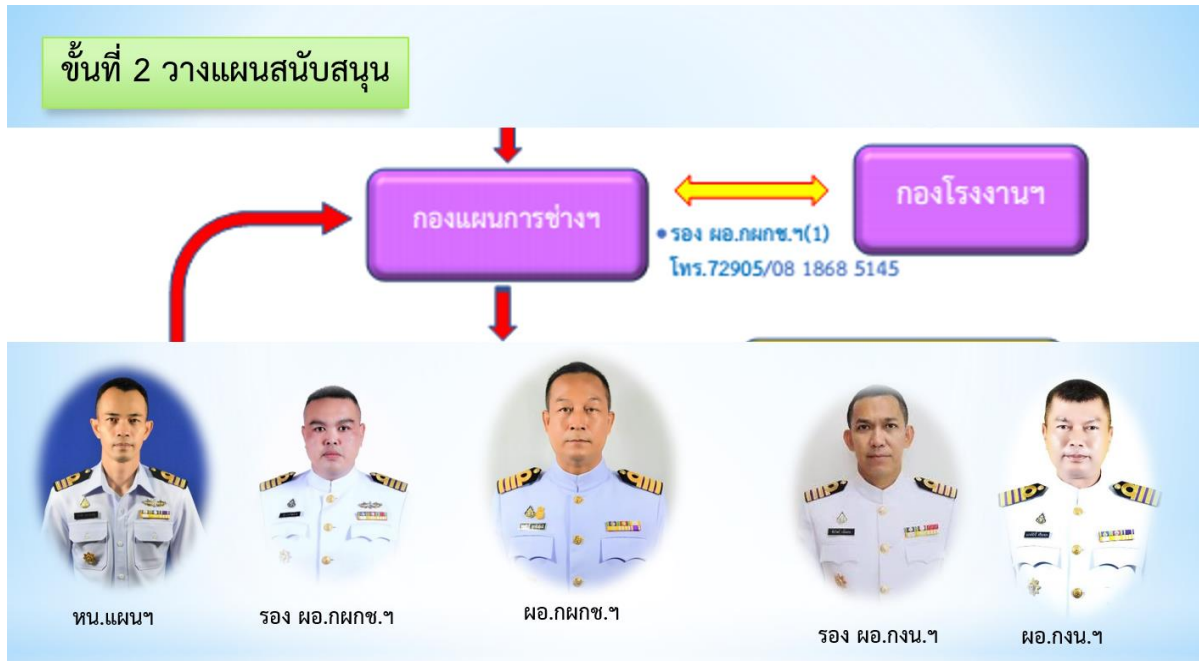 ขั้นที่ 2 วางแผนสนับสนุน
กองแผนการช่างฯ
กองโรงงานฯ
• รอง ผอ.กผกช.ฯ(1)
โทร.72905/08 1868 5145
หน.แผนฯ
รอง ผอ.กผกช.ฯ
ผอ.กผกช.ฯ
รอง ผอ.กงน.ฯ
ผอ.กงน.ฯ